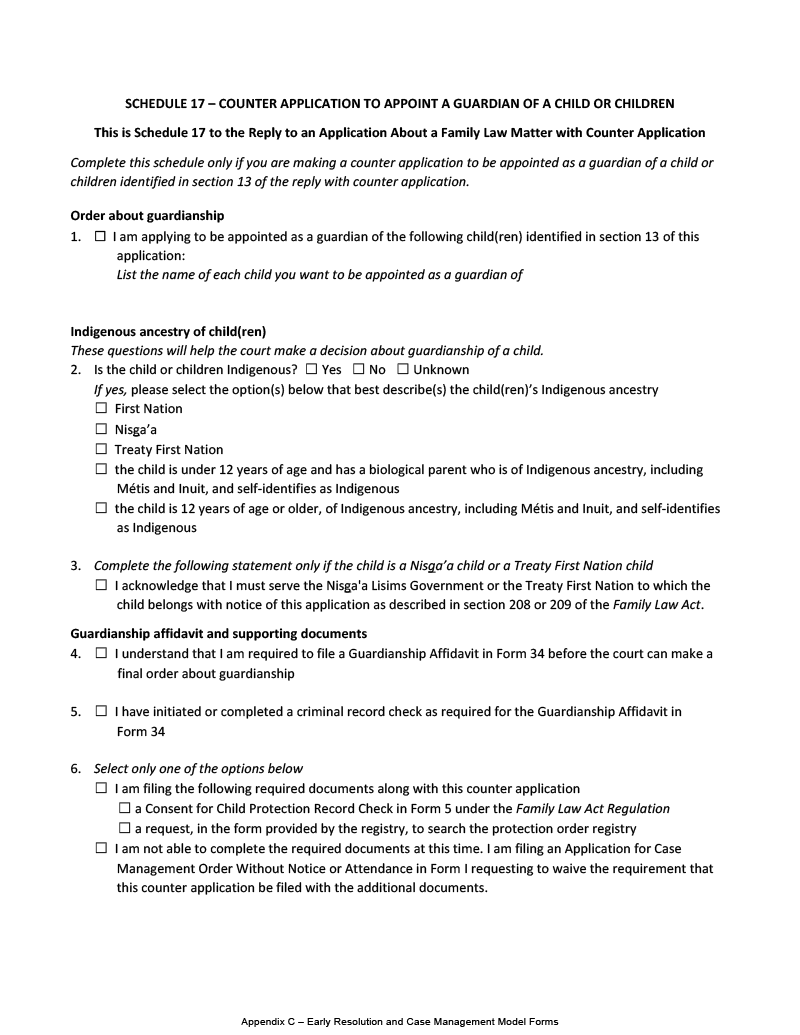 SCHEDULE 17 – COUNTER APPLICATION TO APPOINT A GUARDIAN OF A CHILD OR CHILDREN
This is Schedule 17 to the Reply to an Application About a Family Law Matter with Counter Application
Complete this schedule only if you are making a counter application to be appointed as a guardian of a child or
children identified in section 13 of the reply with counter application.
Order about guardianship
1. ☐ I am applying to be appointed as a guardian of the following child(ren) identified in section 13 of this
application:
List the name of each child you want to be appointed as a guardian of
Indigenous ancestry of child(ren)
These questions will help the court make a decision about guardianship of a child.
2. Is the child or children Indigenous? ☐ Yes ☐ No ☐ Unknown
If yes, please select the option(s) below that best describe(s) the child(ren)’s Indigenous ancestry
☐ First Nation
☐ Nisg̲a’a
☐ Treaty First Nation
☐ the child is under 12 years of age and has a biological parent who is of Indigenous ancestry, including
Métis and Inuit, and self-identifies as Indigenous
☐ the child is 12 years of age or older, of Indigenous ancestry, including Métis and Inuit, and self-identifies
as Indigenous
3. Complete the following statement only if the child is a Nisg̲a’a child or a Treaty First Nation child
☐ I acknowledge that I must serve the Nisg̲a'a Lisims Government or the Treaty First Nation to which the
child belongs with notice of this application as described in section 208 or 209 of the Family Law Act.
Guardianship affidavit and supporting documents
4. ☐ I understand that I am required to file a Guardianship Affidavit in Form 34 before the court can make a
final order about guardianship
5. ☐ I have initiated or completed a criminal record check as required for the Guardianship Affidavit in
Form 34
6. Select only one of the options below
☐ I am filing the following required documents along with this counter application
☐ a Consent for Child Protection Record Check in Form 5 under the Family Law Act Regulation
☐ a request, in the form provided by the registry, to search the protection order registry
☐ I am not able to complete the required documents at this time. I am filing an Application for Case
Management Order Without Notice or Attendance in Form I requesting to waive the requirement that
this counter application be filed with the additional documents.
Appendix C – Early Resolution and Case Management Model Forms